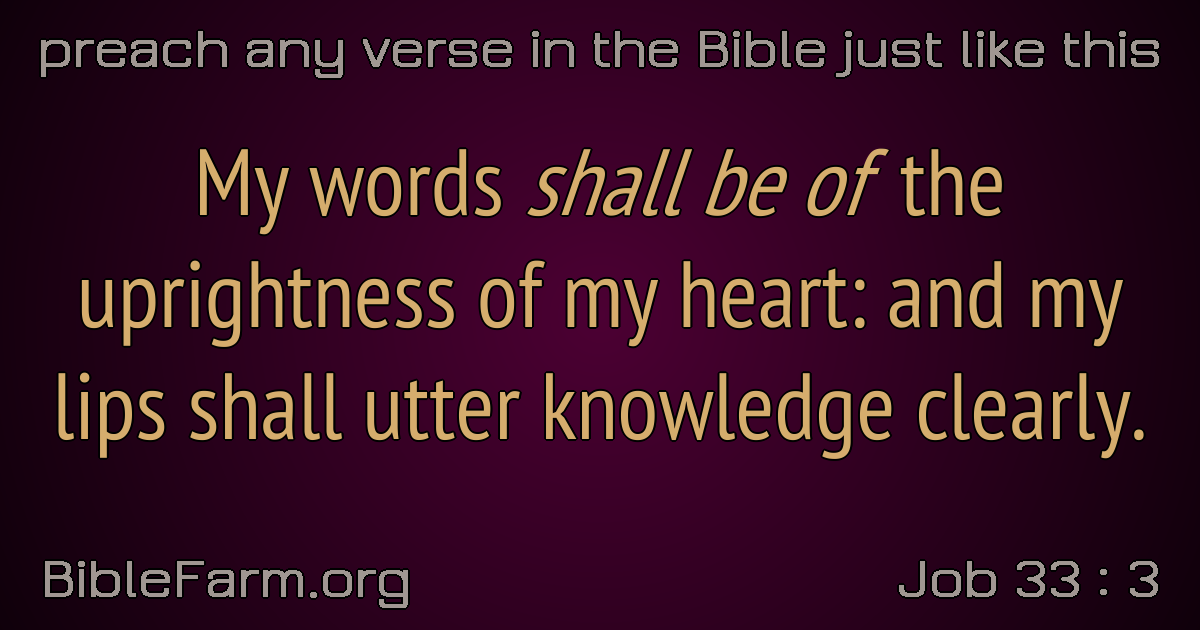 preach any verse in the Bible just like this
My words shall be of the
uprightness of my heart: and my
lips shall utter knowledge clearly.
BibleFarm.org
Job 33 : 3